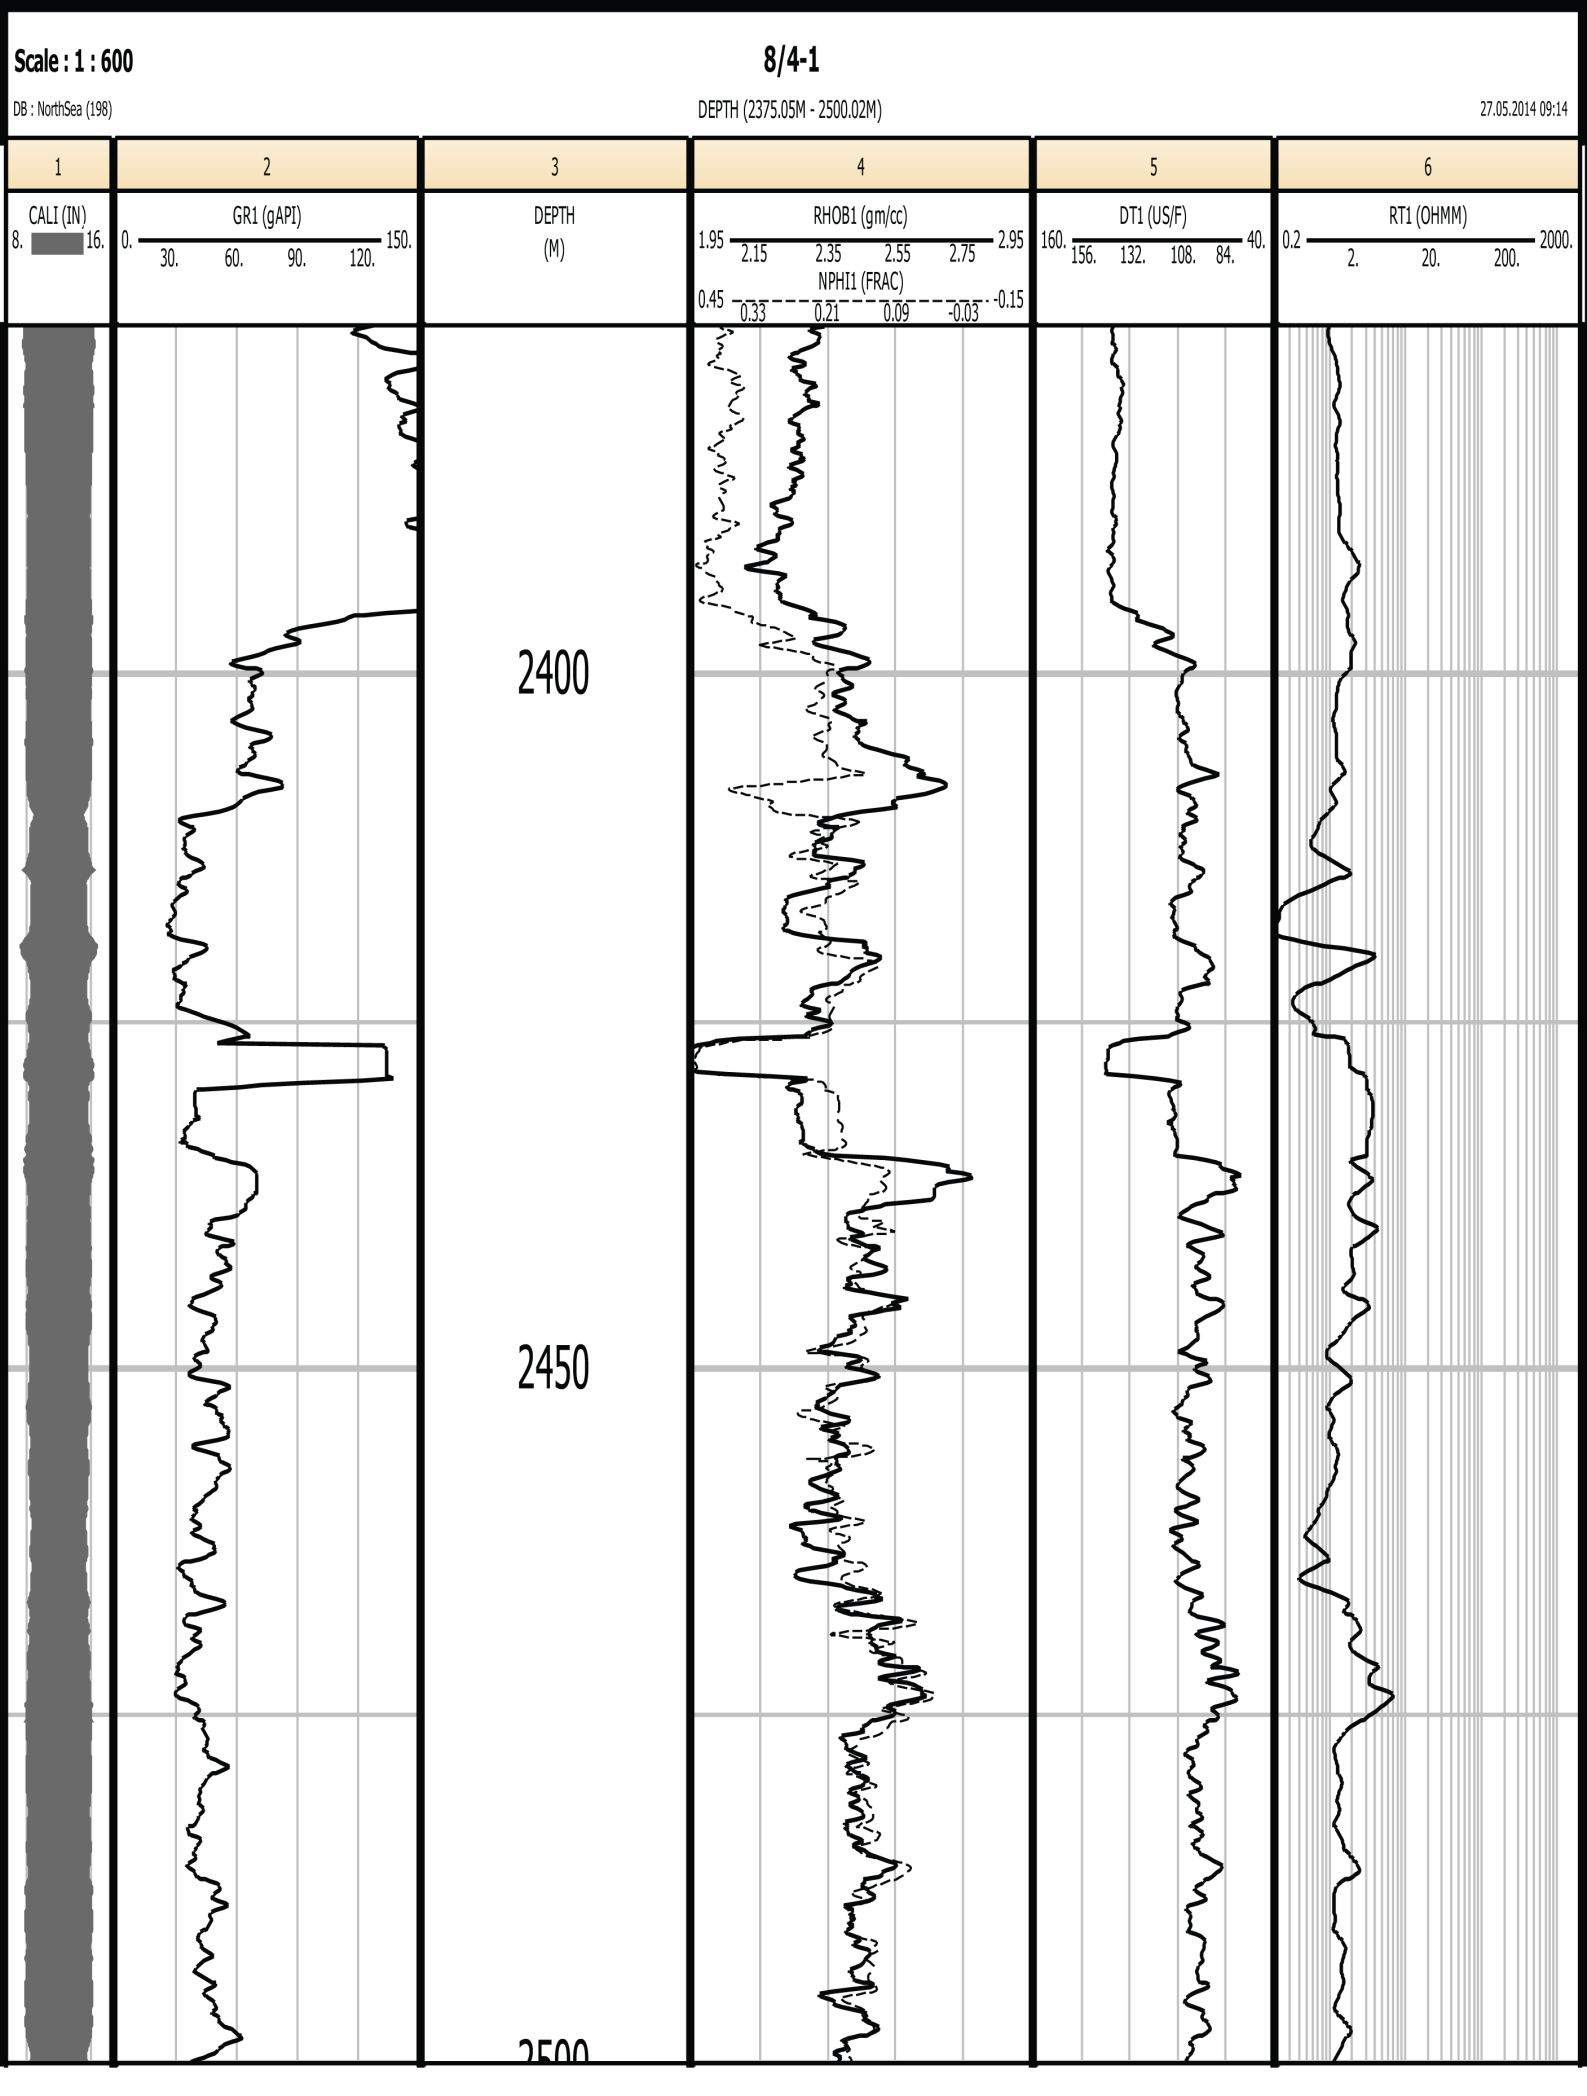 Scale : 1 : 600
8/4-1
DB : NorthSea (198)
DEPTH (2375.05M - 2500.02M)
27.05.2014 09:14
1 2 3 4 5 6
CALI (IN)
8. 16.
GR1 (gAPI)
0. 150.
30. 60. 90. 120.
DEPTH
(M)
RHOB1 (gm/cc)
1.95 2.95
2.15 2.35 2.55 2.75
NPHI1 (FRAC)
0.45 -0.15
0.33 0.21 0.09 -0.03
DT1 (US/F)
160. 40.
156. 132. 108. 84.
RT1 (OHMM)
0.2 2000.
2. 20. 200.
2400
2450
2500